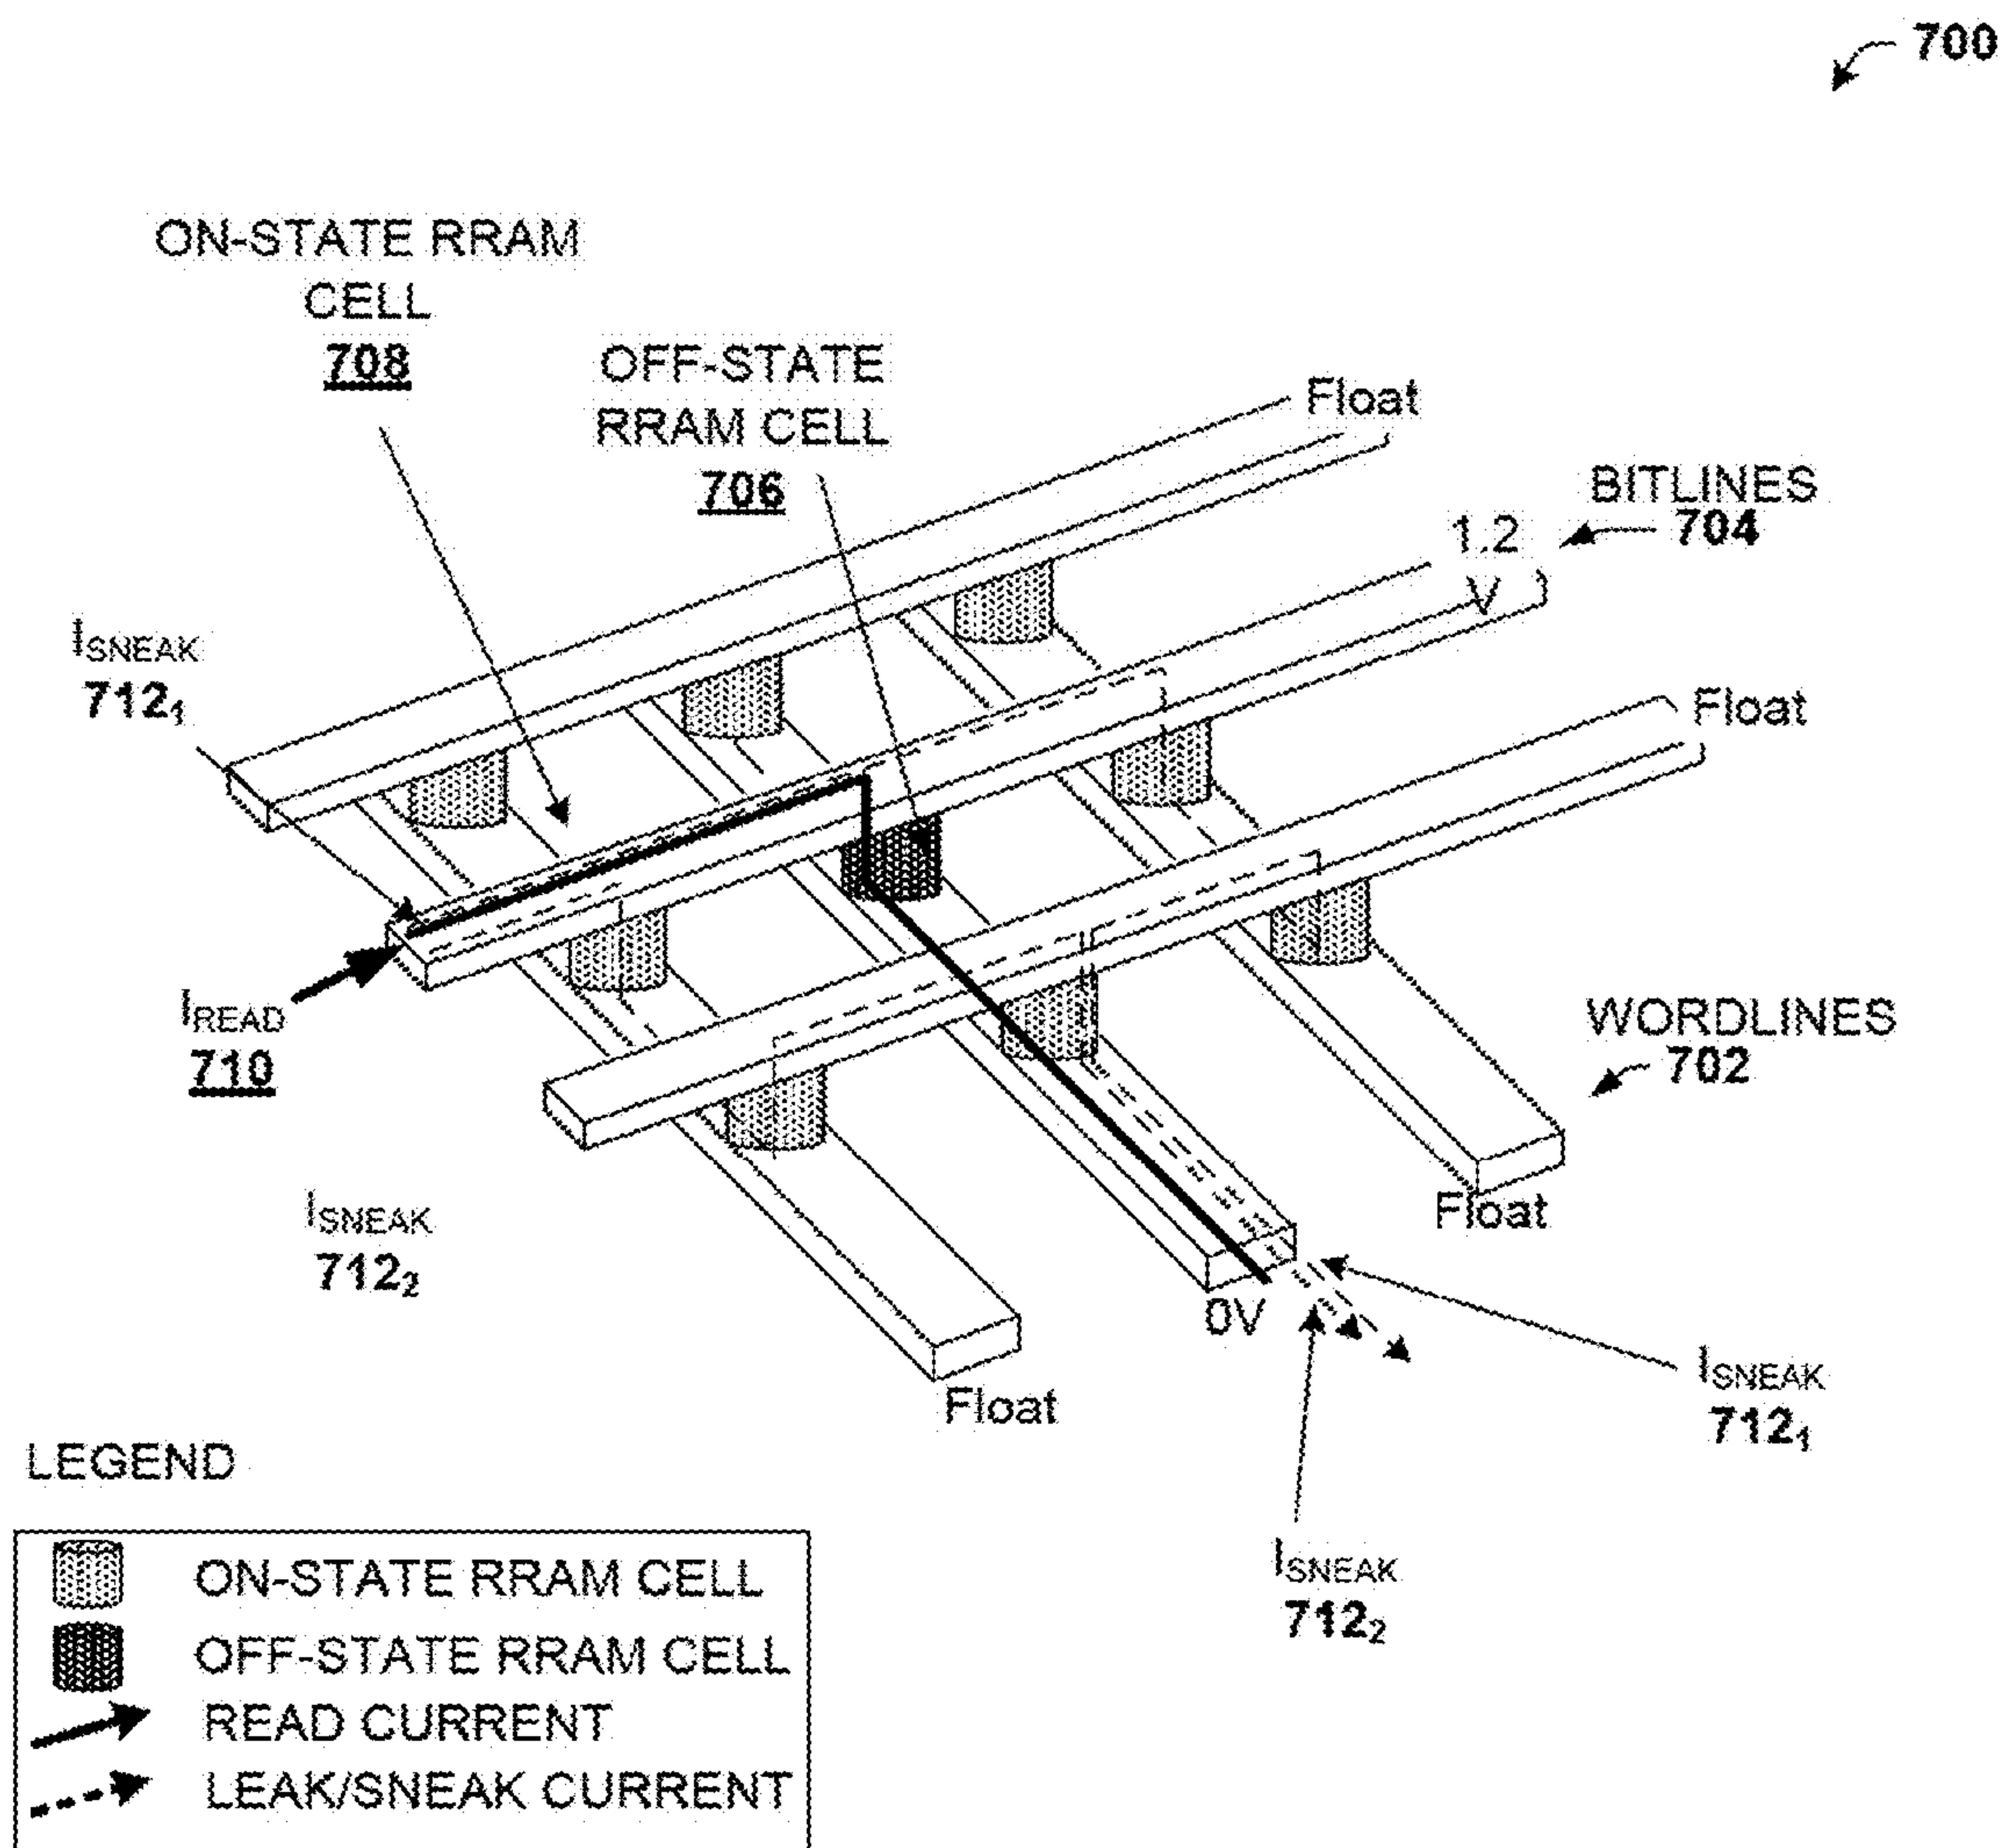 700
ON-STATE RRAM
CELL
708
OFF-STATE
RRAM CELL
706
Float
BITLINES
704
1.2
V
ISNEAK
712₁
Float
IREAD
710
WORDLINES
702
ISNEAK
712₂
Float
0V
Float
ISNEAK
712₁
ISNEAK
712₂
LEGEND
ON-STATE RRAM CELL
OFF-STATE RRAM CELL
READ CURRENT
LEAK/SNEAK CURRENT